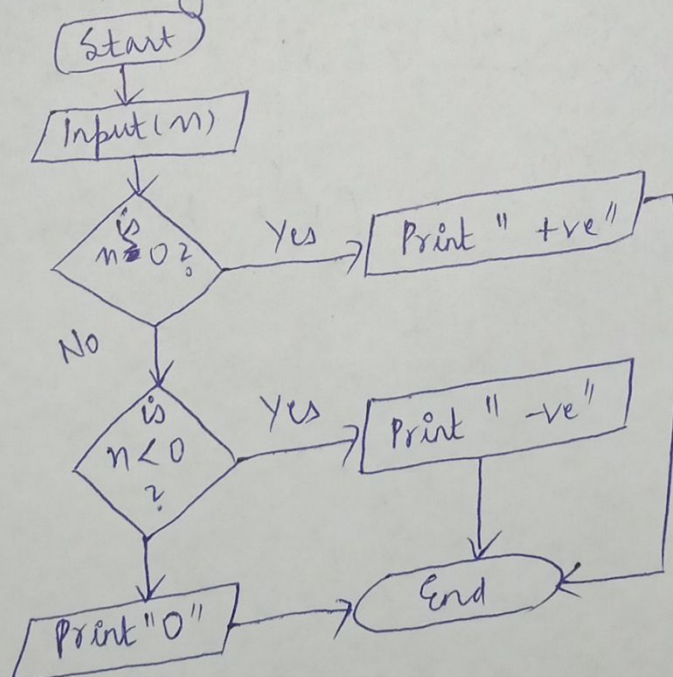 Start
Input(n)
is
n 0?
Yes
Print " +ve"
No
is
n<0
?
Yes
Print " -ve"
Print "0"
End